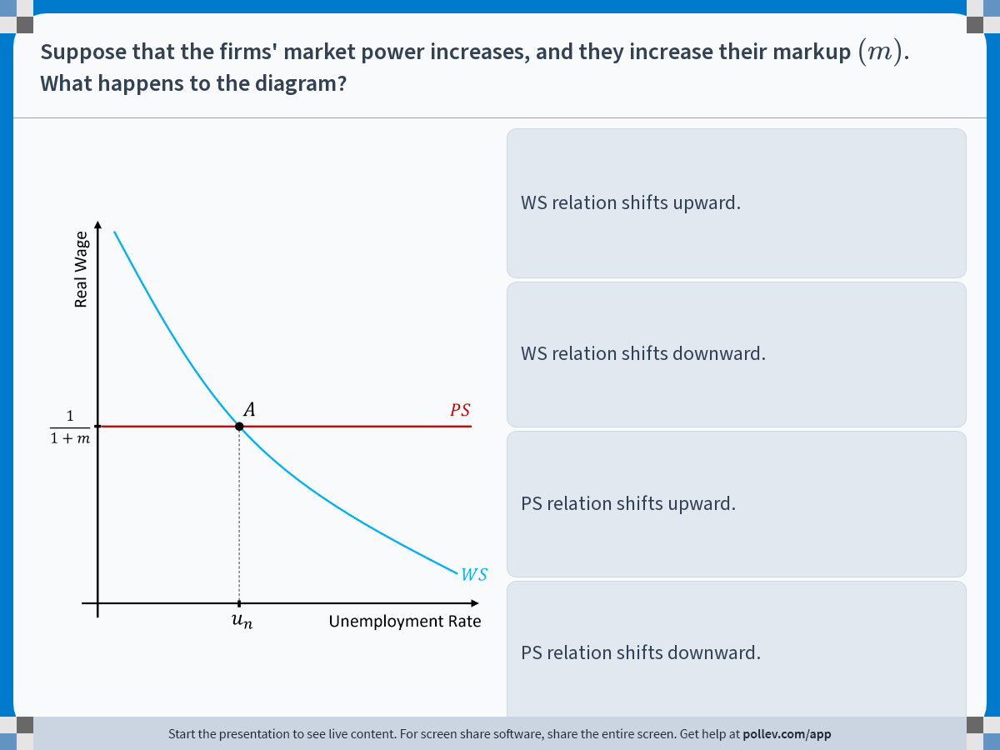 Suppose that the firms' market power increases, and they increase their markup (m).
What happens to the diagram?
WS relation shifts upward.
WS relation shifts downward.
PS relation shifts upward.
PS relation shifts downward.
Real Wage
A
PS
1
1 + m
WS
uₙ
Unemployment Rate
Start the presentation to see live content. For screen share software, share the entire screen. Get help at pollev.com/app